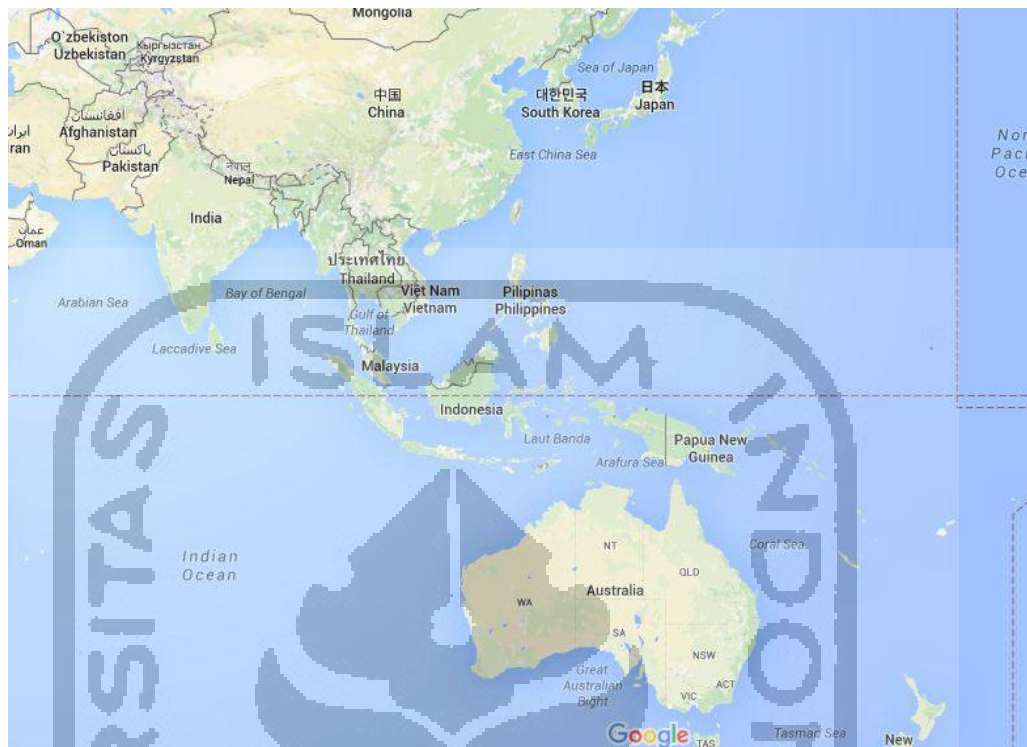 Mongolia
O'zbekiston
Uzbekistan
Кыргызстан
Kyrgyzstan
Sea of Japan
中国
China
대한민국
South Korea
日本
Japan
افغانستان
Afghanistan
ایران
ran
پاکستان
Pakistan
नेपाल
Nepal
East China Sea
Nor
Paci
Oce
India
عمان
Oman
ประเทศไทย
Thailand
Arabian Sea
Bay of Bengal
Việt Nam
Vietnam
Pilipinas
Philippines
Gulf of
Thailand
Laccadive Sea
ISLAM
Malaysia
Indonesia
Laut Banda
Papua New
Guinea
Arafura Sea
Indian
Ocean
NT
Coral Sea
QLD
Australia
WA
SA
NSW
Great
Australian
Bight
ACT
VIC
Google
TAS
Tasman Sea
New
RSITAS
INDO